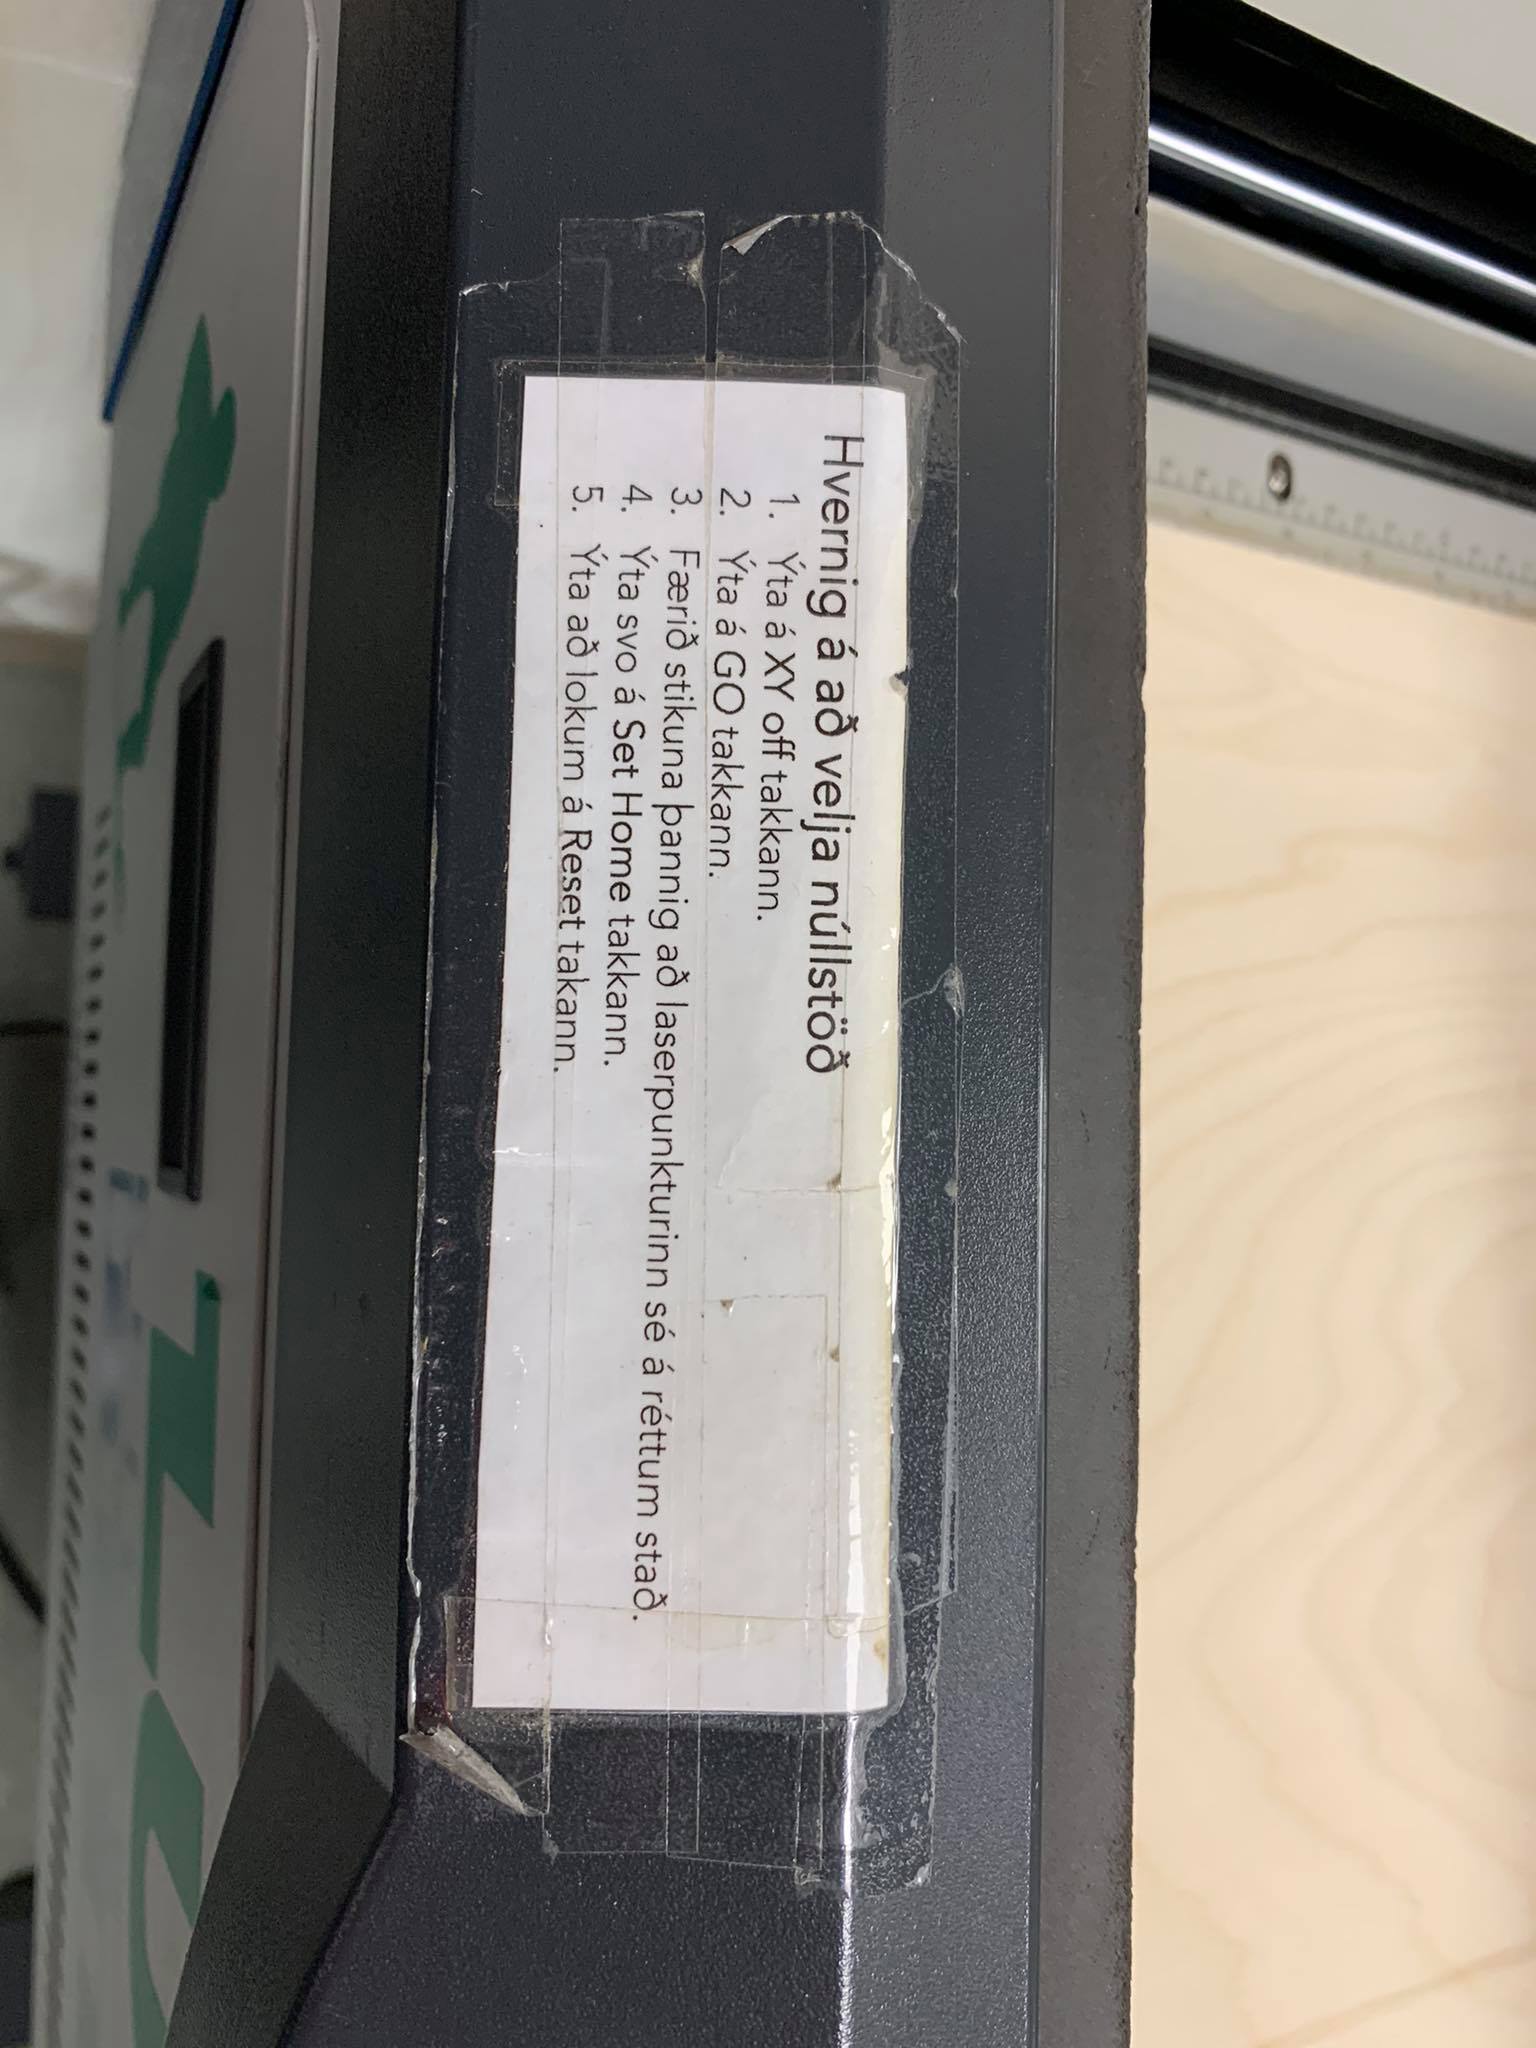 Hvernig á að velja núllstöð
1. Ýta á XY off takkann.
2. Ýta á GO takkann.
3. Færið stikuna þannig að laserpunkturinn sé á réttum stað.
4. Ýta svo á Set Home takkann.
5. Ýta að lokum á Reset takann.